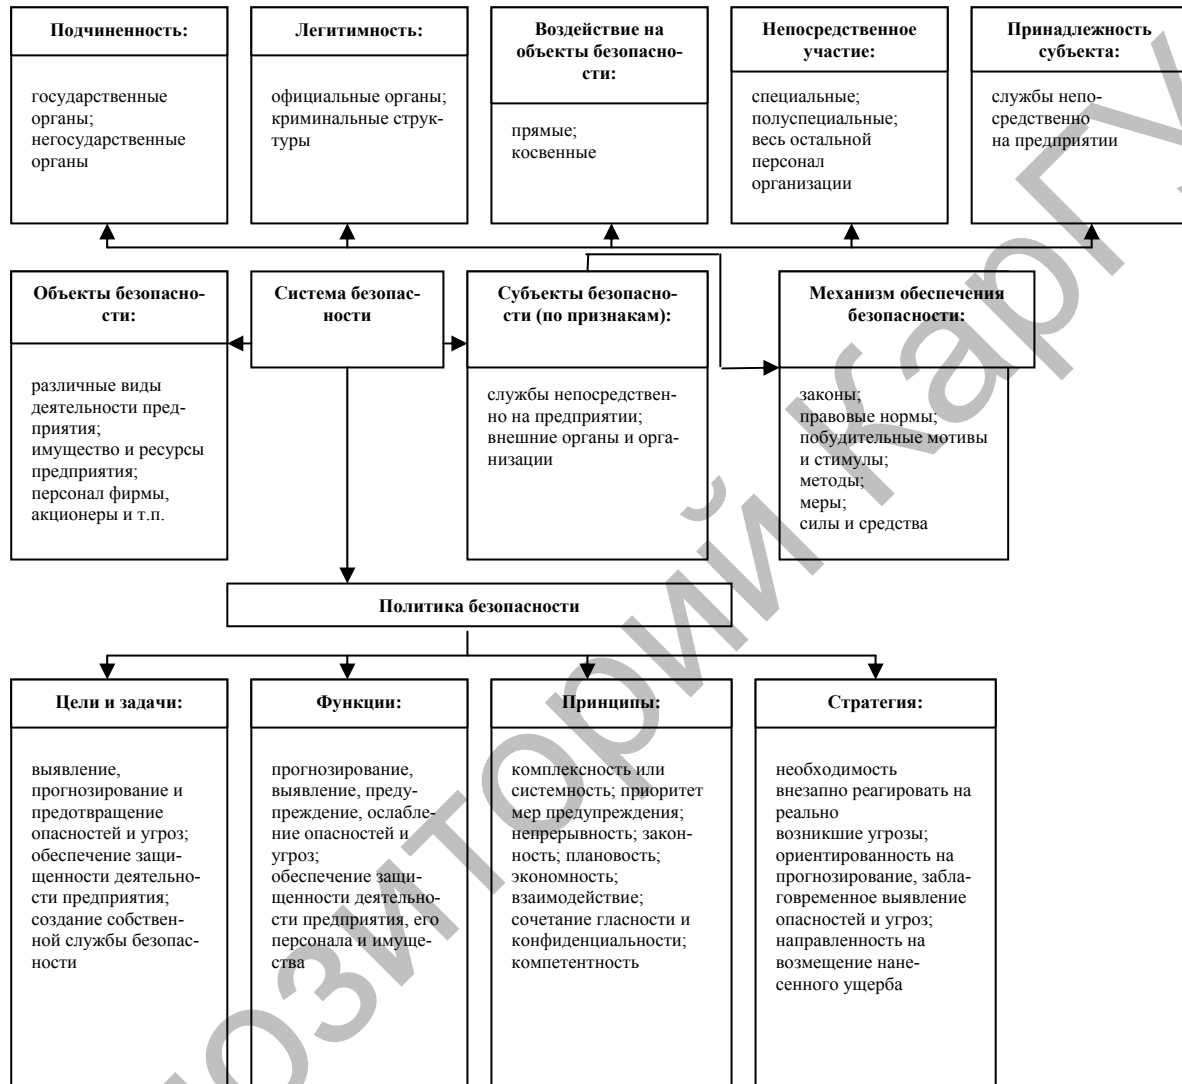 Подчиненность:
государственные
органы;
негосударственные
органы
Легитимность:
официальные органы;
криминальные струк-
туры
Воздействие на
объекты безопасно-
сти:
прямые;
косвенные
Непосредственное
участие:
специальные;
полуспециальные;
весь остальной
персонал
организации
Принадлежность
субъекта:
службы непо-
средственно
на предприятии
Объекты безопасно-
сти:
различные виды
деятельности пред-
приятия;
имущество и ресурсы
предприятия;
персонал фирмы,
акционеры и т.п.
Система безопас-
ности
Субъекты безопасно-
сти (по признакам):
службы непосредствен-
но на предприятии;
внешние органы и орга-
низации
Механизм обеспечения
безопасности:
законы;
правовые нормы;
побудительные мотивы
и стимулы;
методы;
меры;
силы и средства
Политика безопасности
Цели и задачи:
выявление,
прогнозирование и
предотвращение
опасностей и угроз;
обеспечение защи-
щенности деятельно-
сти предприятия;
создание собствен-
ной службы безопас-
ности
Функции:
прогнозирование,
выявление, преду-
преждение, ослабле-
ние опасностей и
угроз;
обеспечение защи-
щенности деятельно-
сти предприятия, его
персонала и имуще-
ства
Принципы:
комплексность или
системность; приоритет
мер предупреждения;
непрерывность; закон-
ность; плановость;
экономность;
взаимодействие;
сочетание гласности и
конфиденциальности;
компетентность
Стратегия:
необходимость
внезапно реагировать на
реально
возникшие угрозы;
ориентированность на
прогнозирование, забла-
говременное выявление
опасностей и угроз;
направленность на
возмещение нане-
сенного ущерба
озиторий КарГУ